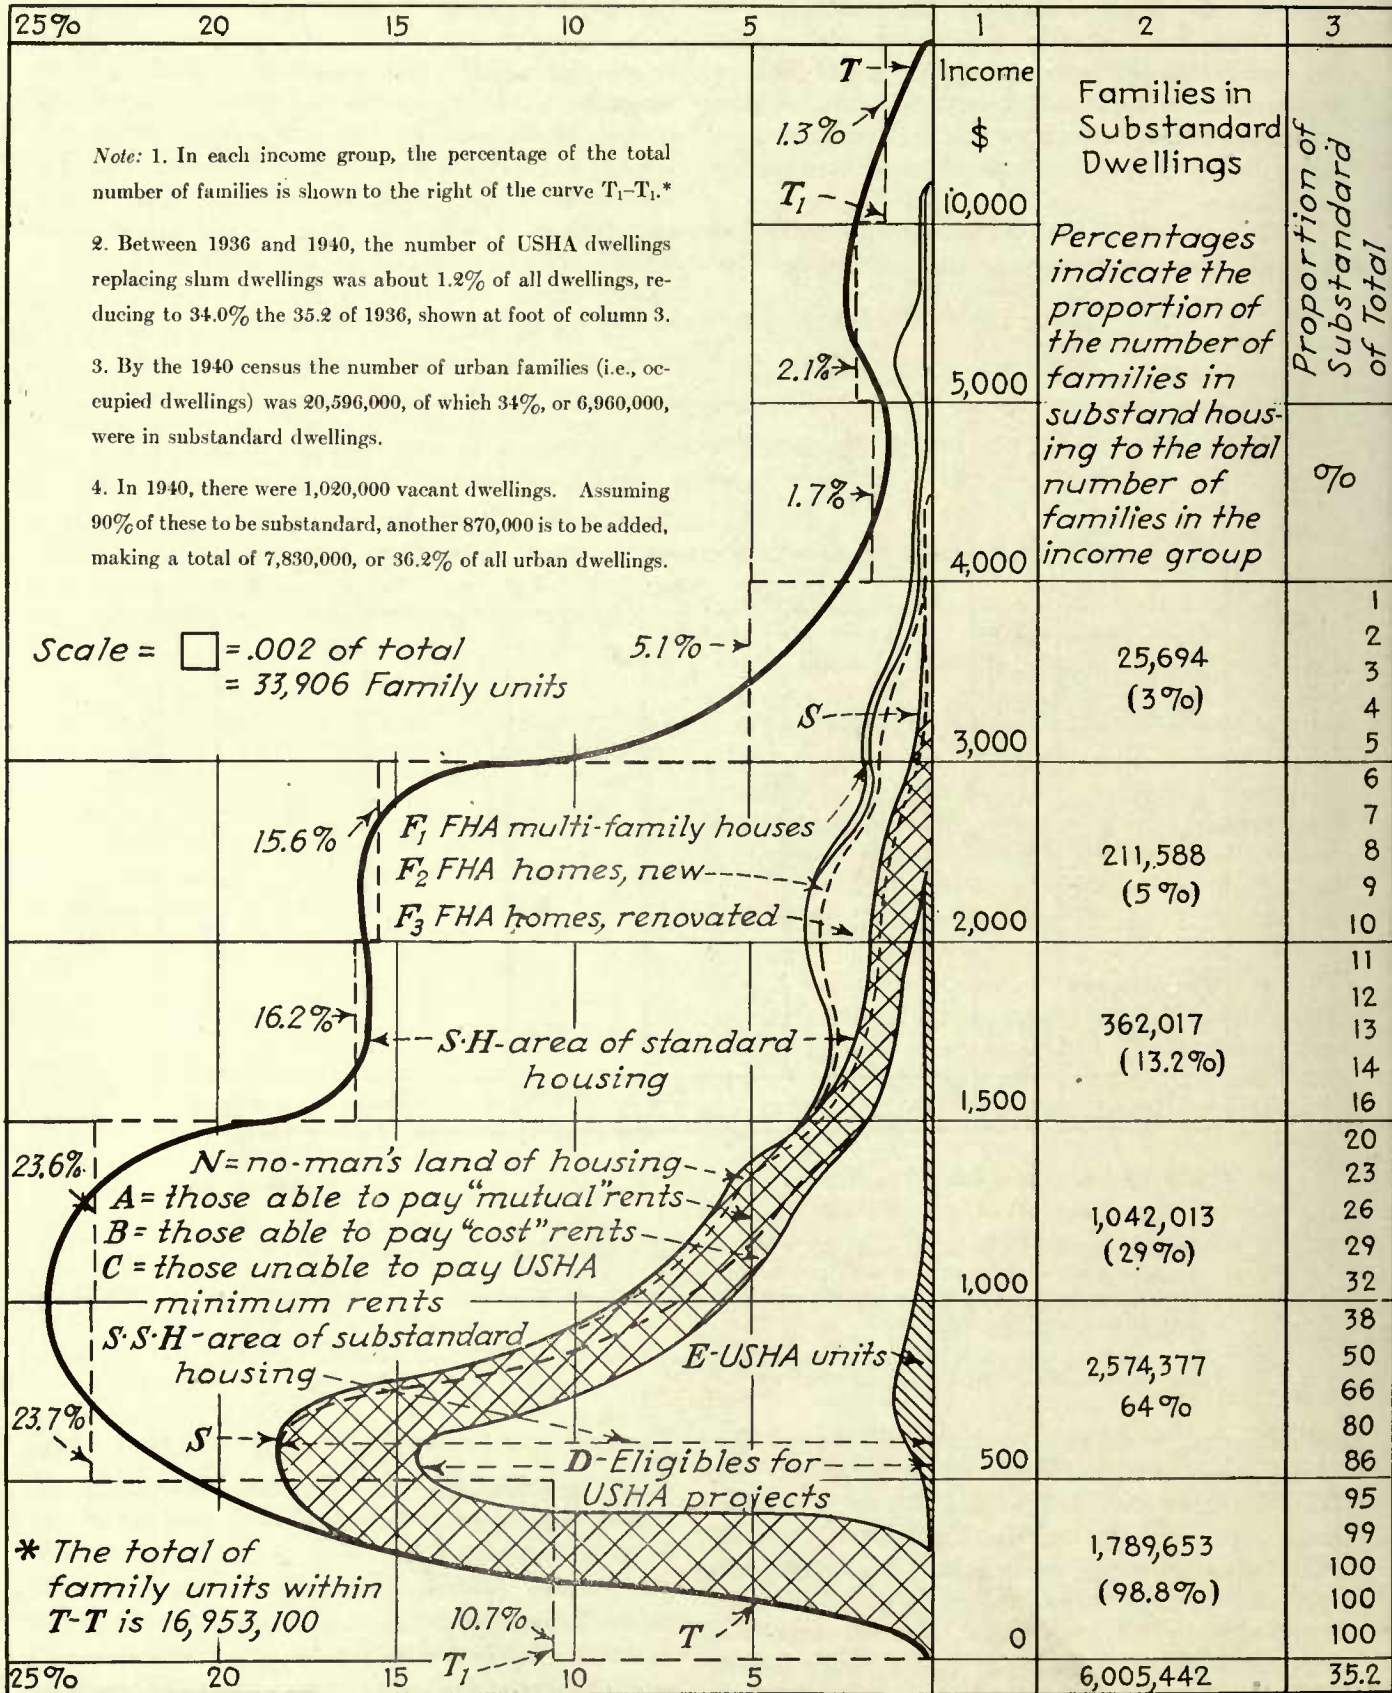 25% 20 15 10 5 1 2 3
T
Income
$
1.3%
T₁
10,000
2.1%
5,000
1.7%
4,000
5.1%
Families in
Substandard
Dwellings
Percentages
indicate the
proportion of
the number of
families in
substand hous-
ing to the total
number of
families in the
income group
Proportion of
Substandard
of Total
%
Note: 1. In each income group, the percentage of the total
number of families is shown to the right of the curve T₁–T₁.*
2. Between 1936 and 1940, the number of USHA dwellings
replacing slum dwellings was about 1.2% of all dwellings, re-
ducing to 34.0% the 35.2 of 1936, shown at foot of column 3.
3. By the 1940 census the number of urban families (i.e., oc-
cupied dwellings) was 20,596,000, of which 34%, or 6,960,000,
were in substandard dwellings.
4. In 1940, there were 1,020,000 vacant dwellings. Assuming
90% of these to be substandard, another 870,000 is to be added,
making a total of 7,830,000, or 36.2% of all urban dwellings.
Scale = = .002 of total
= 33,906 Family units
S
3,000
25,694
(3%)
1
2
3
4
5
15.6%
F₁ FHA multi-family houses
F₂ FHA homes, new
F₃ FHA homes, renovated
2,000
211,588
(5%)
6
7
8
9
10
16.2%
S·H-area of standard
housing
1,500
362,017
(13.2%)
11
12
13
14
16
23.6%
N= no-man's land of housing
A= those able to pay "mutual" rents
B= those able to pay "cost" rents
C = those unable to pay USHA
minimum rents
1,000
1,042,013
(29%)
20
23
26
29
32
S·S·H-area of substandard
housing
E-USHA units
23.7%
S
D-Eligibles for
USHA projects
500
2,574,377
64%
38
50
66
80
86
* The total of
family units within
T-T is 16,953,100
10.7%
T₁
T
0
1,789,653
(98.8%)
95
99
100
100
100
25% 20 15 10 5 6,005,442 35.2